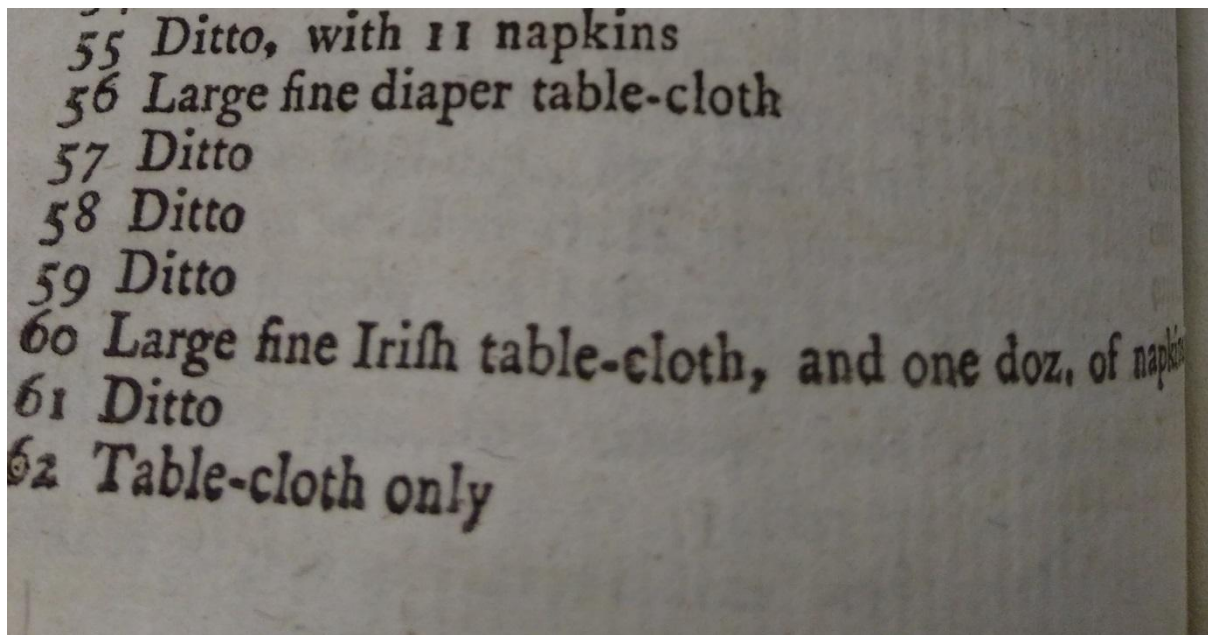 55 Ditto, with 11 napkins
56 Large fine diaper table-cloth
57 Ditto
58 Ditto
59 Ditto
60 Large fine Iriſh table-cloth, and one doz. of napkins
61 Ditto
62 Table-cloth only